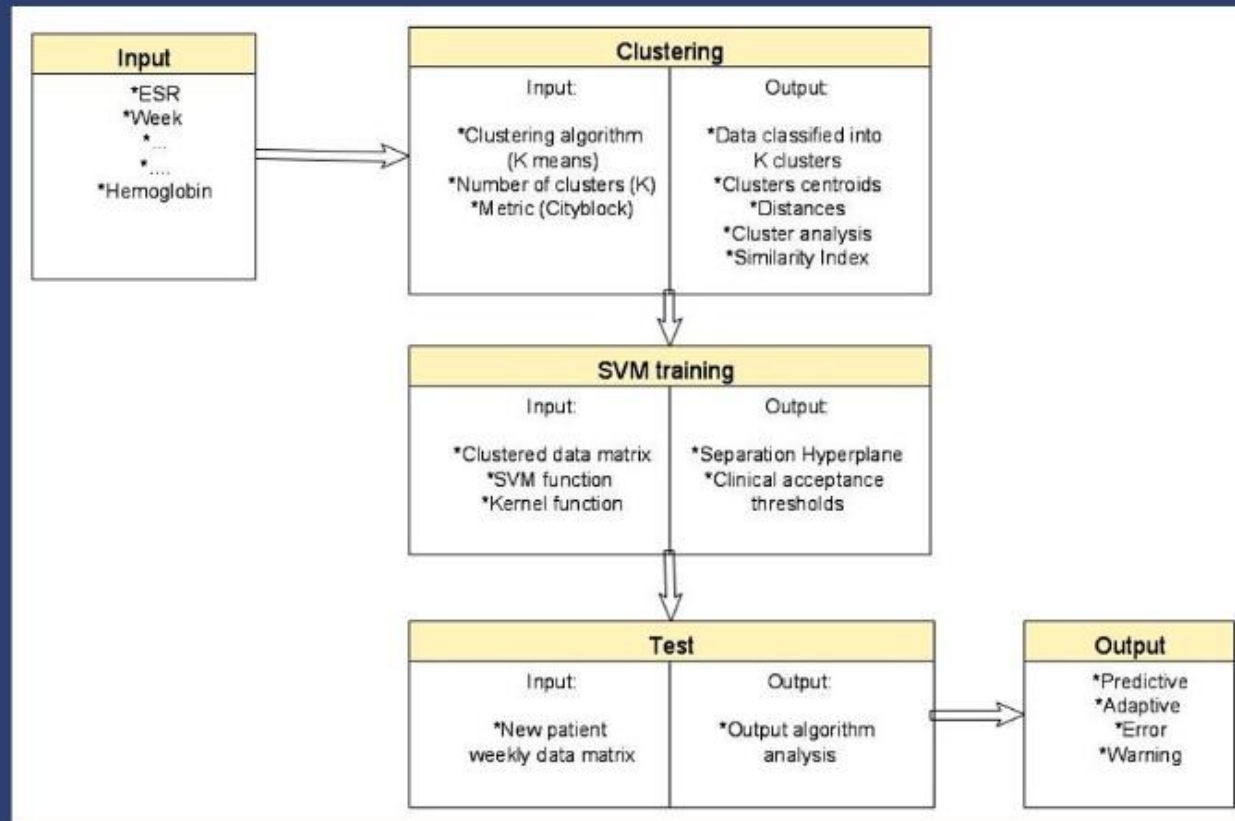 Input
*ESR
*Week
*...
*....
*Hemoglobin
Clustering
Input:
*Clustering algorithm
(K means)
*Number of clusters (K)
*Metric (Cityblock)
Output:
*Data classified into
K clusters
*Clusters centroids
*Distances
*Cluster analysis
*Similarity Index
SVM training
Input:
*Clustered data matrix
*SVM function
*Kernel function
Output:
*Separation Hyperplane
*Clinical acceptance
thresholds
Test
Input:
*New patient
weekly data matrix
Output:
*Output algorithm
analysis
Output
*Predictive
*Adaptive
*Error
*Warning